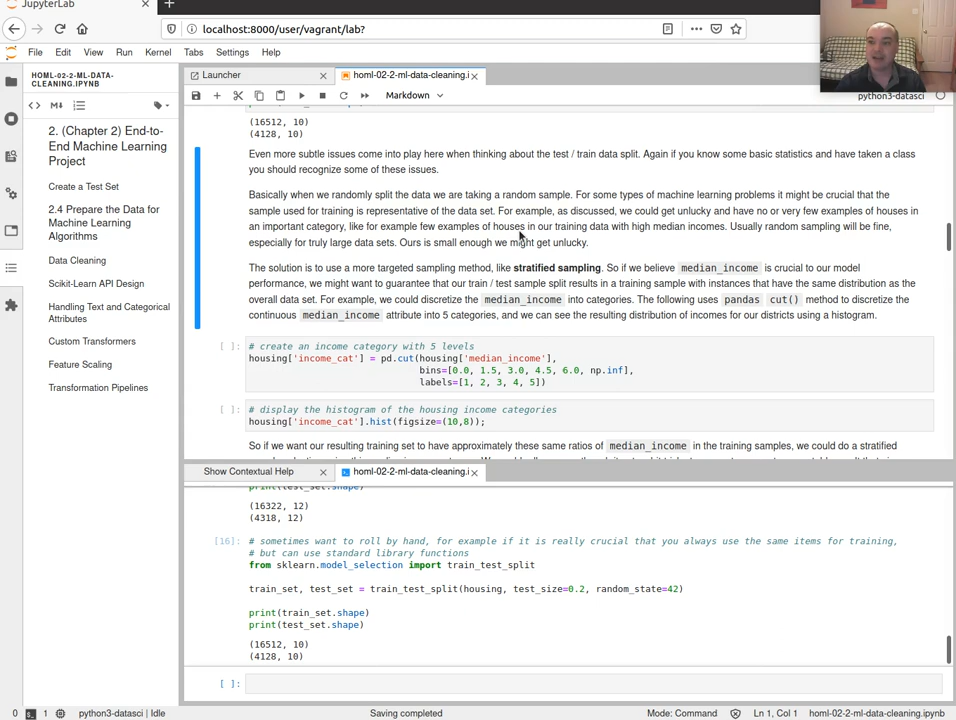 JupyterLab
localhost:8000/user/vagrant/lab?
File Edit View Run Kernel Tabs Settings Help
HOML-02-2-ML-DATA-
CLEANING.IPYNB
2. (Chapter 2) End-to-
End Machine Learning
Project
Create a Test Set
2.4 Prepare the Data for
Machine Learning
Algorithms
Data Cleaning
Scikit-Learn API Design
Handling Text and Categorical
Attributes
Custom Transformers
Feature Scaling
Transformation Pipelines
Launcher
homl-02-2-ml-data-cleaning.i
Markdown
python3-datasci
(16512, 10)
(4128, 10)
Even more subtle issues come into play here when thinking about the test / train data split. Again if you know some basic statistics and have taken a class
you should recognize some of these issues.
Basically when we randomly split the data we are taking a random sample. For some types of machine learning problems it might be crucial that the
sample used for training is representative of the data set. For example, as discussed, we could get unlucky and have no or very few examples of houses in
an important category, like for example few examples of houses in our training data with high median incomes. Usually random sampling will be fine,
especially for truly large data sets. Ours is small enough we might get unlucky.
The solution is to use a more targeted sampling method, like stratified sampling. So if we believe median_income is crucial to our model
performance, we might want to guarantee that our train / test sample split results in a training sample with instances that have the same distribution as the
overall data set. For example, we could discretize the median_income into categories. The following uses pandas cut() method to discretize the
continuous median_income attribute into 5 categories, and we can see the resulting distribution of incomes for our districts using a histogram.
[ ]: # create an income category with 5 levels
housing['income_cat'] = pd.cut(housing['median_income'],
bins=[0.0, 1.5, 3.0, 4.5, 6.0, np.inf],
labels=[1, 2, 3, 4, 5])
[ ]: # display the histogram of the housing income categories
housing['income_cat'].hist(figsize=(10,8));
So if we want our resulting training set to have approximately these same ratios of median_income in the training samples, we could do a stratified
Show Contextual Help
homl-02-2-ml-data-cleaning.i
print(test_set.shape)
(16322, 12)
(4318, 12)
[16]: # sometimes want to roll by hand, for example if it is really crucial that you always use the same items for training,
# but can use standard library functions
from sklearn.model_selection import train_test_split
train_set, test_set = train_test_split(housing, test_size=0.2, random_state=42)
print(train_set.shape)
print(test_set.shape)
(16512, 10)
(4128, 10)
[ ]:
0 1 python3-datasci | Idle Saving completed Mode: Command Ln 1, Col 1 homl-02-2-ml-data-cleaning.ipynb